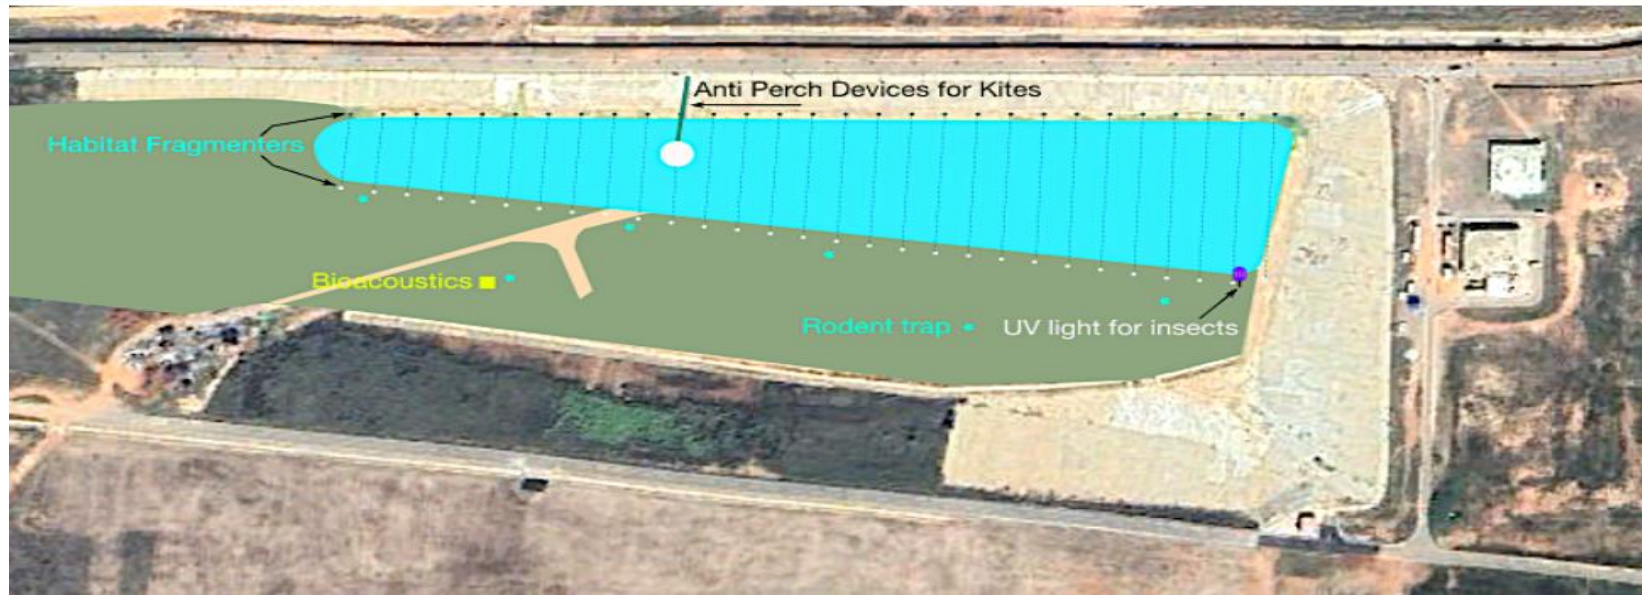 Anti Perch Devices for Kites
Habitat Fragmenters
Bioacoustics
Rodent trap
UV light for insects